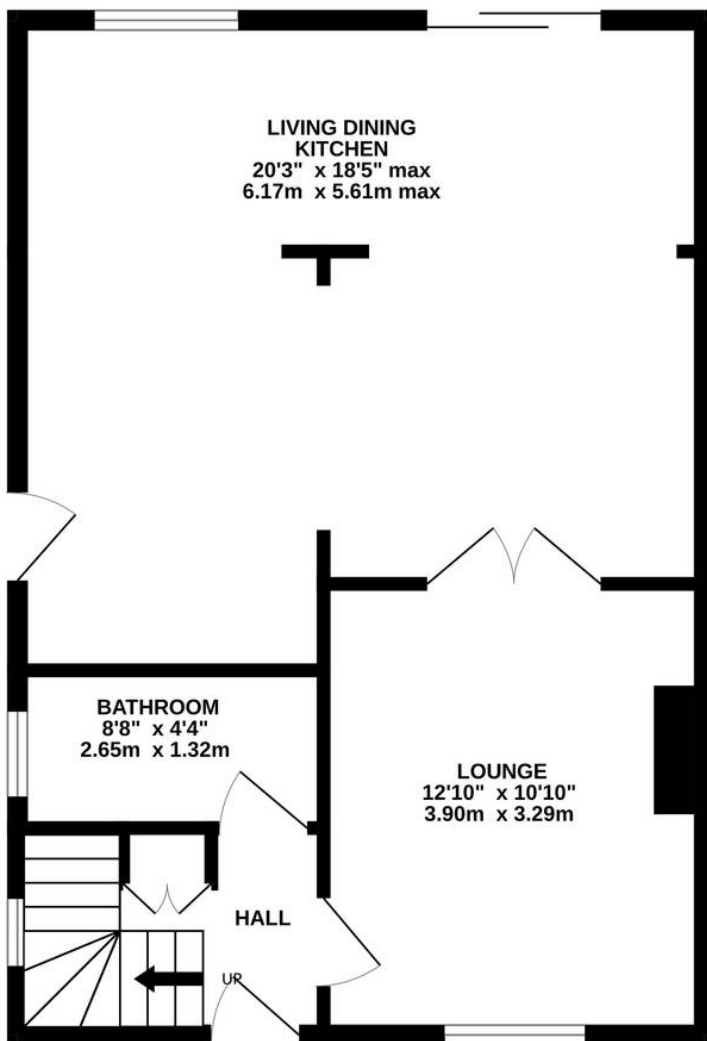 LIVING DINING
KITCHEN
20'3" x 18'5" max
6.17m x 5.61m max
BATHROOM
8'8" x 4'4"
2.65m x 1.32m
LOUNGE
12'10" x 10'10"
3.90m x 3.29m
HALL
UP